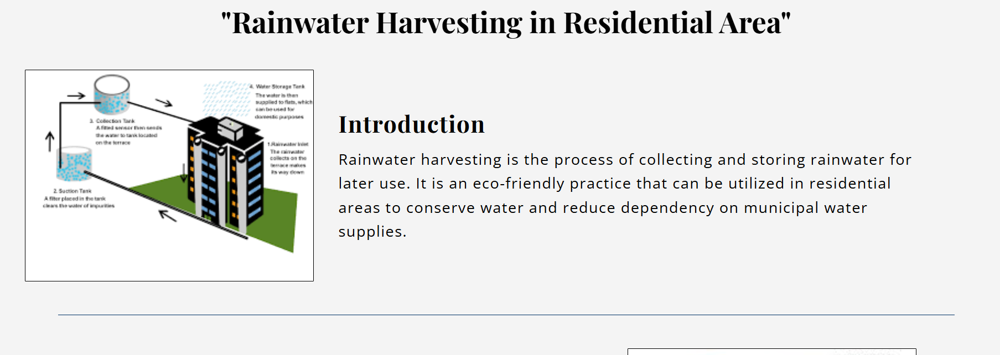 "Rainwater Harvesting in Residential Area"
4. Water Storage Tank
The water is then
supplied to flats, which
can be used for
domestic purposes
3. Collection Tank
A fitted sensor then sends
the water to tank located
on the terrace
1.Rainwater Inlet
The rainwater
collects on the
terrace makes
its way down
2. Suction Tank
A filter placed in the tank
clears the water of impurities
Introduction
Rainwater harvesting is the process of collecting and storing rainwater for
later use. It is an eco-friendly practice that can be utilized in residential
areas to conserve water and reduce dependency on municipal water
supplies.